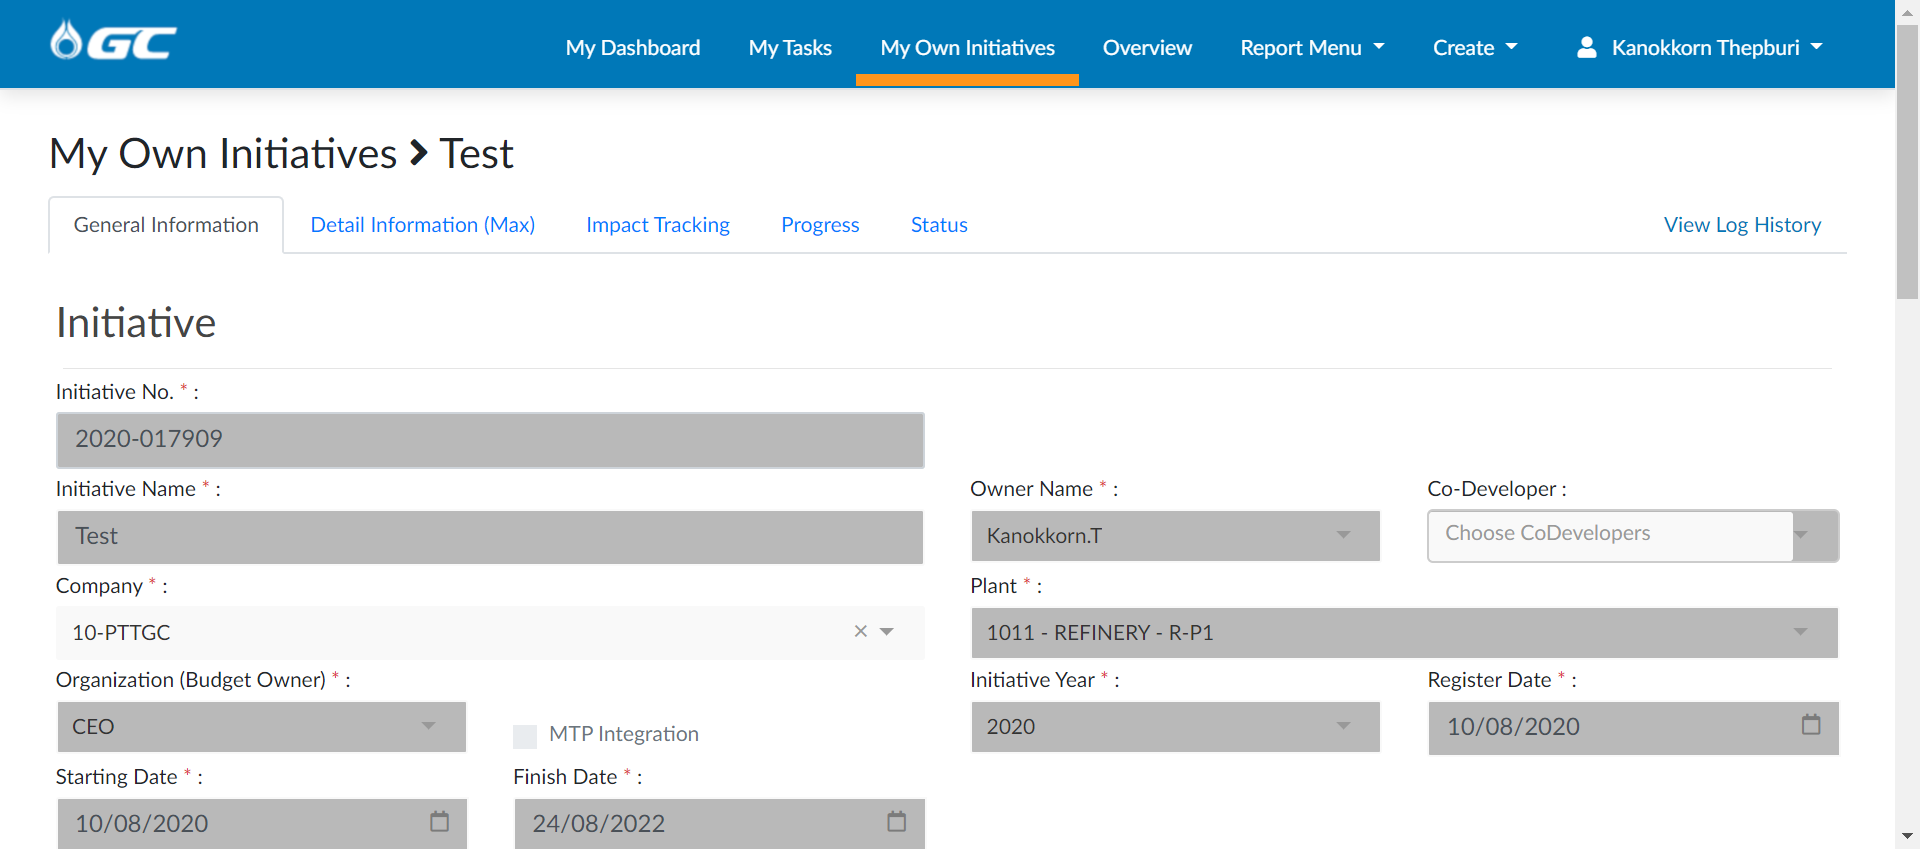 GC
My Dashboard My Tasks My Own Initiatives Overview Report Menu Create Kanokkorn Thepburi
My Own Initiatives > Test
General Information Detail Information (Max) Impact Tracking Progress Status View Log History
Initiative
Initiative No. * :
2020-017909
Initiative Name * : Owner Name * : Co-Developer :
Test Kanokkorn.T Choose CoDevelopers
Company * : Plant * :
10-PTTGC × 1011 - REFINERY - R-P1
Organization (Budget Owner) * : Initiative Year * : Register Date * :
CEO MTP Integration 2020 10/08/2020
Starting Date * : Finish Date * :
10/08/2020 24/08/2022